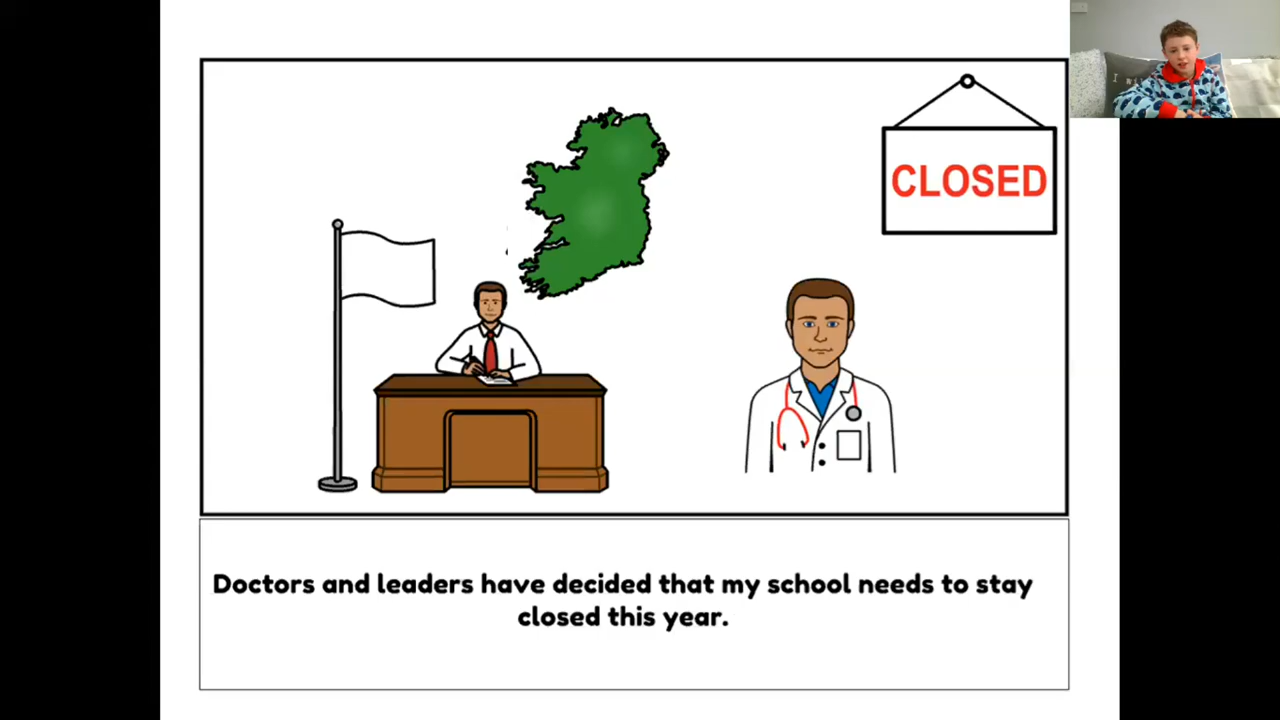 CLOSED
Doctors and leaders have decided that my school needs to stay
closed this year.